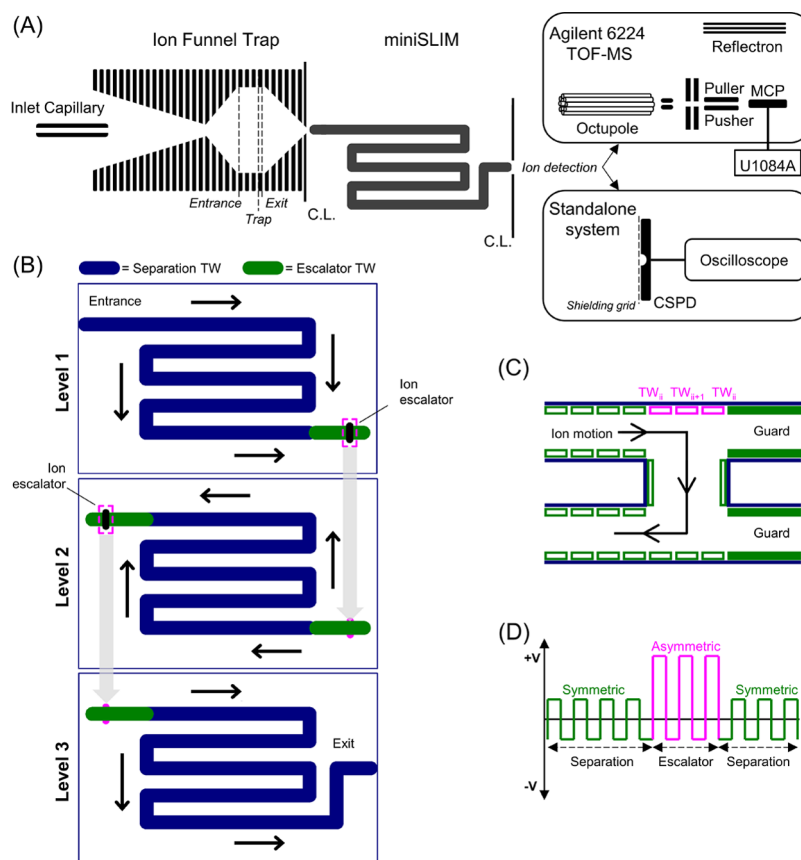 (A)
Ion Funnel Trap
miniSLIM
Agilent 6224
TOF-MS
Reflectron
Inlet Capillary
Puller
MCP
Pusher
Octupole
Ion detection
U1084A
Entrance
Exit
Trap
C.L.
C.L.
Standalone
system
Oscilloscope
Shielding grid
CSPD
(B)
= Separation TW
= Escalator TW
Entrance
Level 1
Ion
escalator
Ion
escalator
Level 2
Level 3
Exit
(C)
TWii
TWii+1
TWii
Ion motion
Guard
Guard
(D)
+V
Asymmetric
Symmetric
Symmetric
Separation
Escalator
Separation
-V